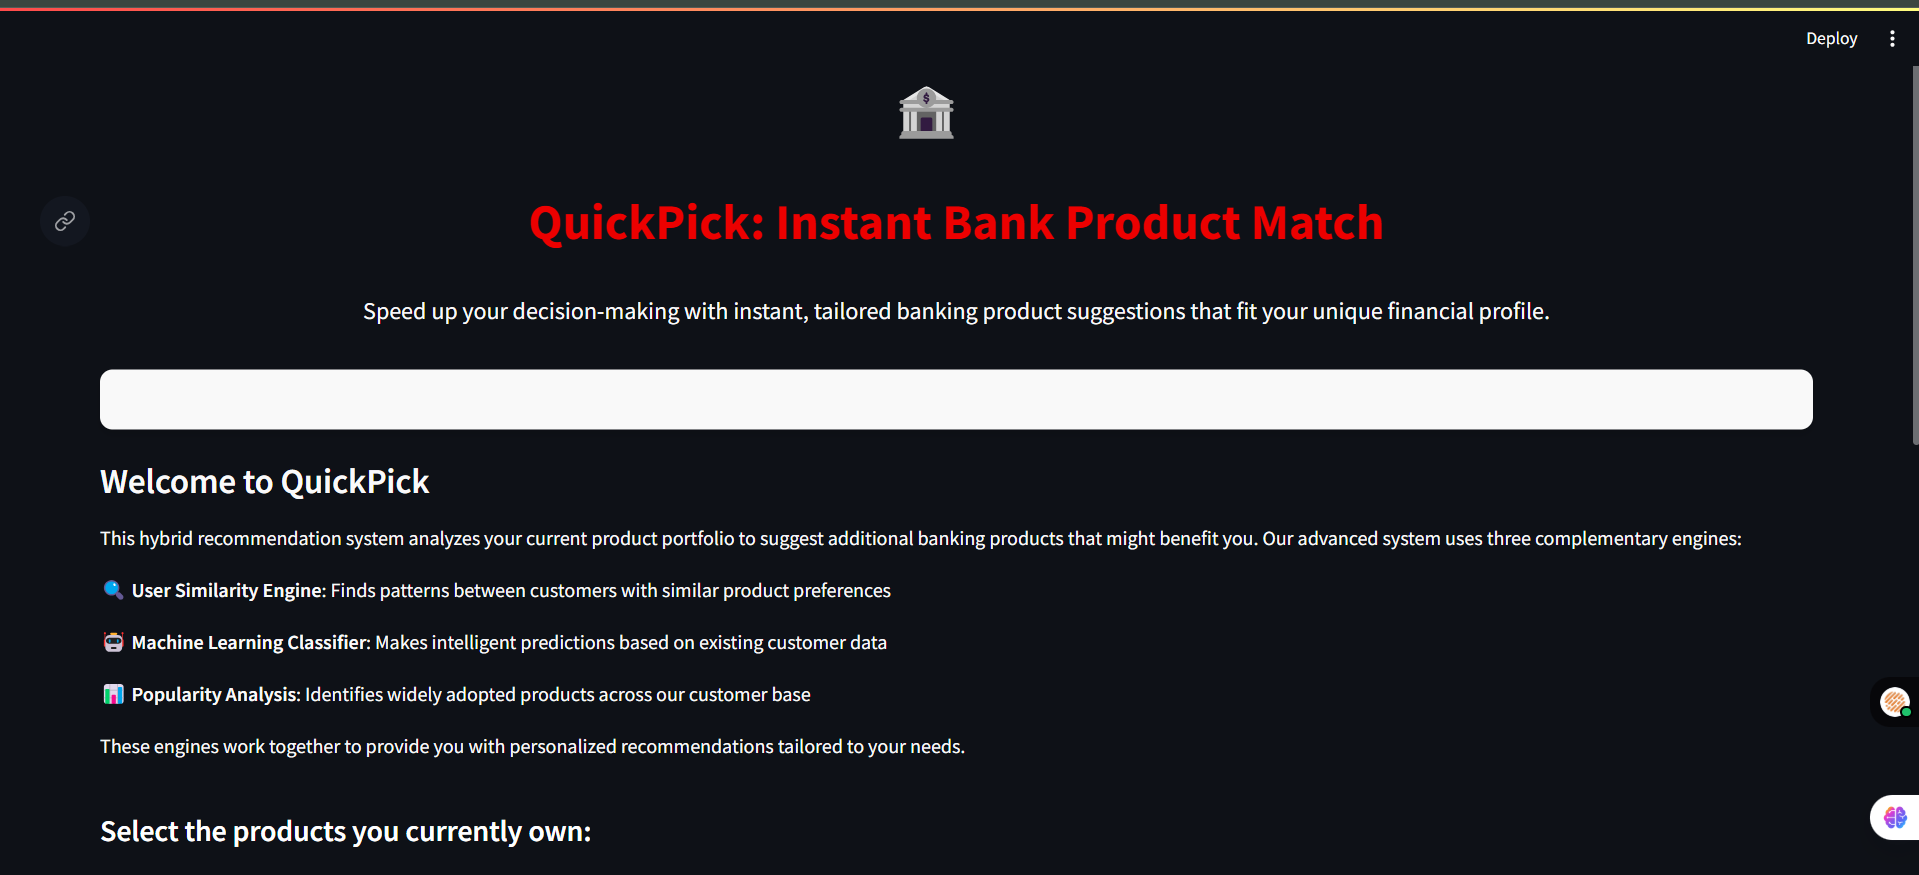 Deploy
$
QuickPick: Instant Bank Product Match
Speed up your decision-making with instant, tailored banking product suggestions that fit your unique financial profile.
Welcome to QuickPick
This hybrid recommendation system analyzes your current product portfolio to suggest additional banking products that might benefit you. Our advanced system uses three complementary engines:
User Similarity Engine: Finds patterns between customers with similar product preferences
Machine Learning Classifier: Makes intelligent predictions based on existing customer data
Popularity Analysis: Identifies widely adopted products across our customer base
These engines work together to provide you with personalized recommendations tailored to your needs.
Select the products you currently own: